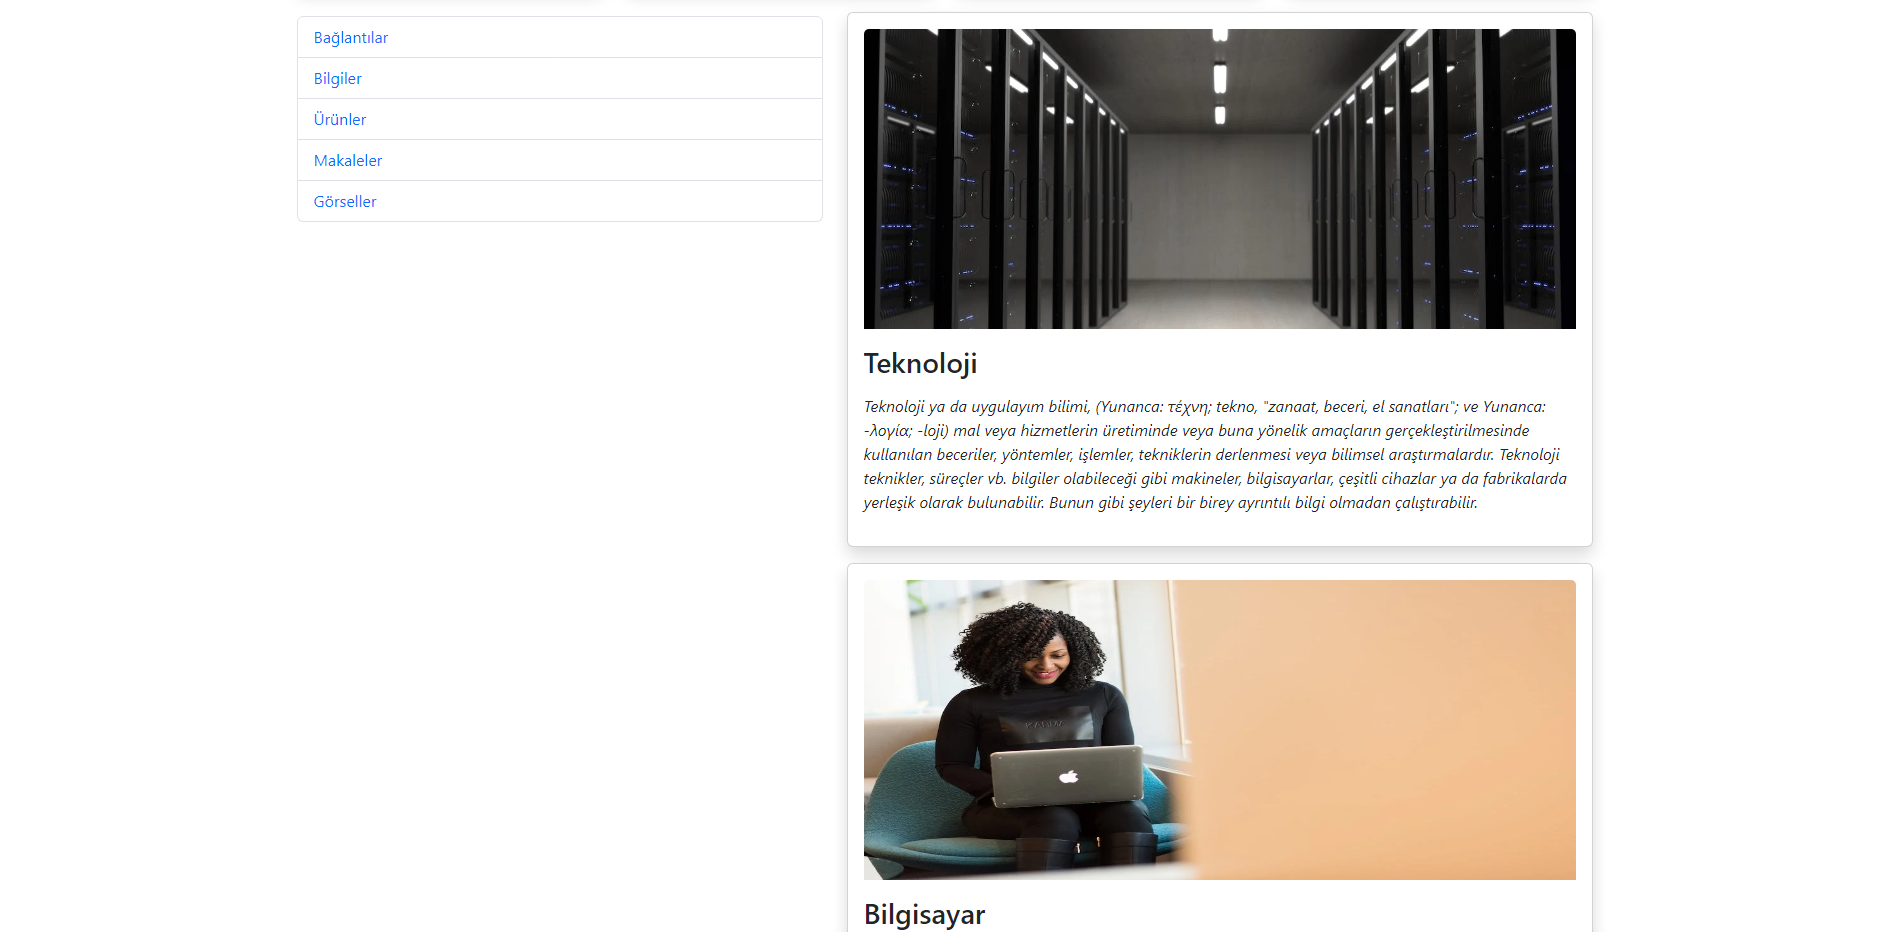 Bağlantılar
Bilgiler
Ürünler
Makaleler
Görseller
Teknoloji
Teknoloji ya da uygulayım bilimi, (Yunanca: τέχνη; tekno, "zanaat, beceri, el sanatları"; ve Yunanca:
-λογία; -loji) mal veya hizmetlerin üretiminde veya buna yönelik amaçların gerçekleştirilmesinde
kullanılan beceriler, yöntemler, işlemler, tekniklerin derlenmesi veya bilimsel araştırmalardır. Teknoloji
teknikler, süreçler vb. bilgiler olabileceği gibi makineler, bilgisayarlar, çeşitli cihazlar ya da fabrikalarda
yerleşik olarak bulunabilir. Bunun gibi şeyleri bir birey ayrıntılı bilgi olmadan çalıştırabilir.
Bilgisayar